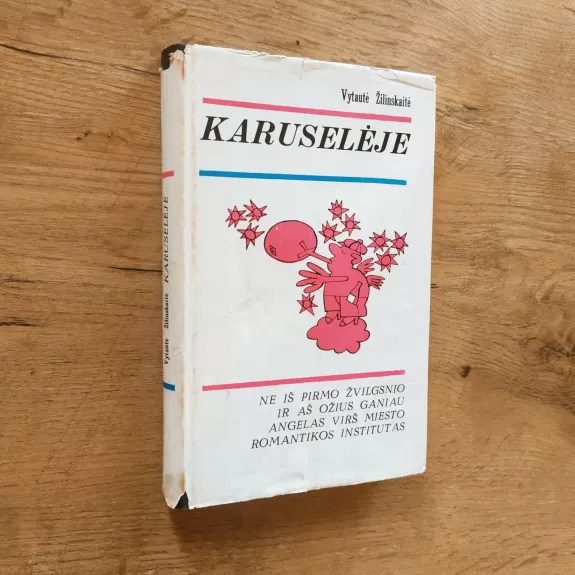 Vytautė Žilinskaitė
KARUSELĖJE
NE IŠ PIRMO ŽVILGSNIO
IR AŠ OŽIUS GANIAU
ANGELAS VIRŠ MIESTO
ROMANTIKOS INSTITUTAS
Vytautė Žilinskaitė KARUSELĖJE